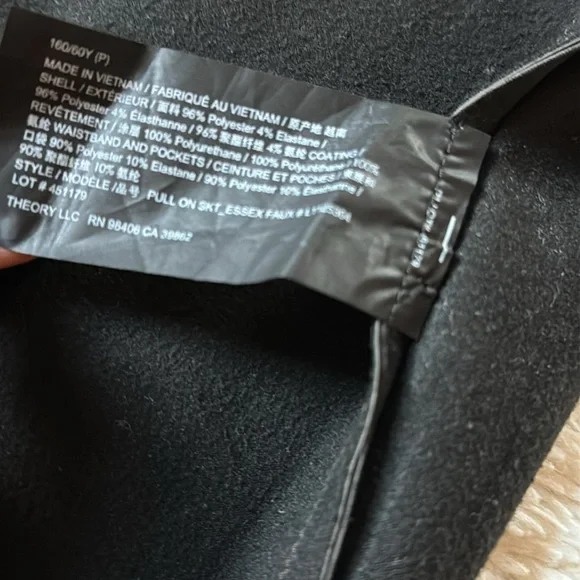 160/60Y (P)
MADE IN VIETNAM / FABRIQUÉ AU VIETNAM / 原产地 越南
SHELL / EXTÉRIEUR / 面料 96% Polyester 4% Elastane /
96% Polyester 4% Élasthanne / 96% 聚酯纤维 4% 氨纶 COATING /
REVÊTEMENT / 涂层 100% Polyurethane / 100% Polyuréthane / 100%
WAISTBAND AND POCKETS / CEINTURE ET POCHES /
口袋 90% Polyester 10% Elastane / 90% Polyester 10% Élasthanne /
90% 聚酯纤维 10% 氨纶
STYLE / MODÈLE / 品号 PULL ON SKT_ESSEX FAUX
LOT # 451179
THEORY LLC RN 98406 CA 39862